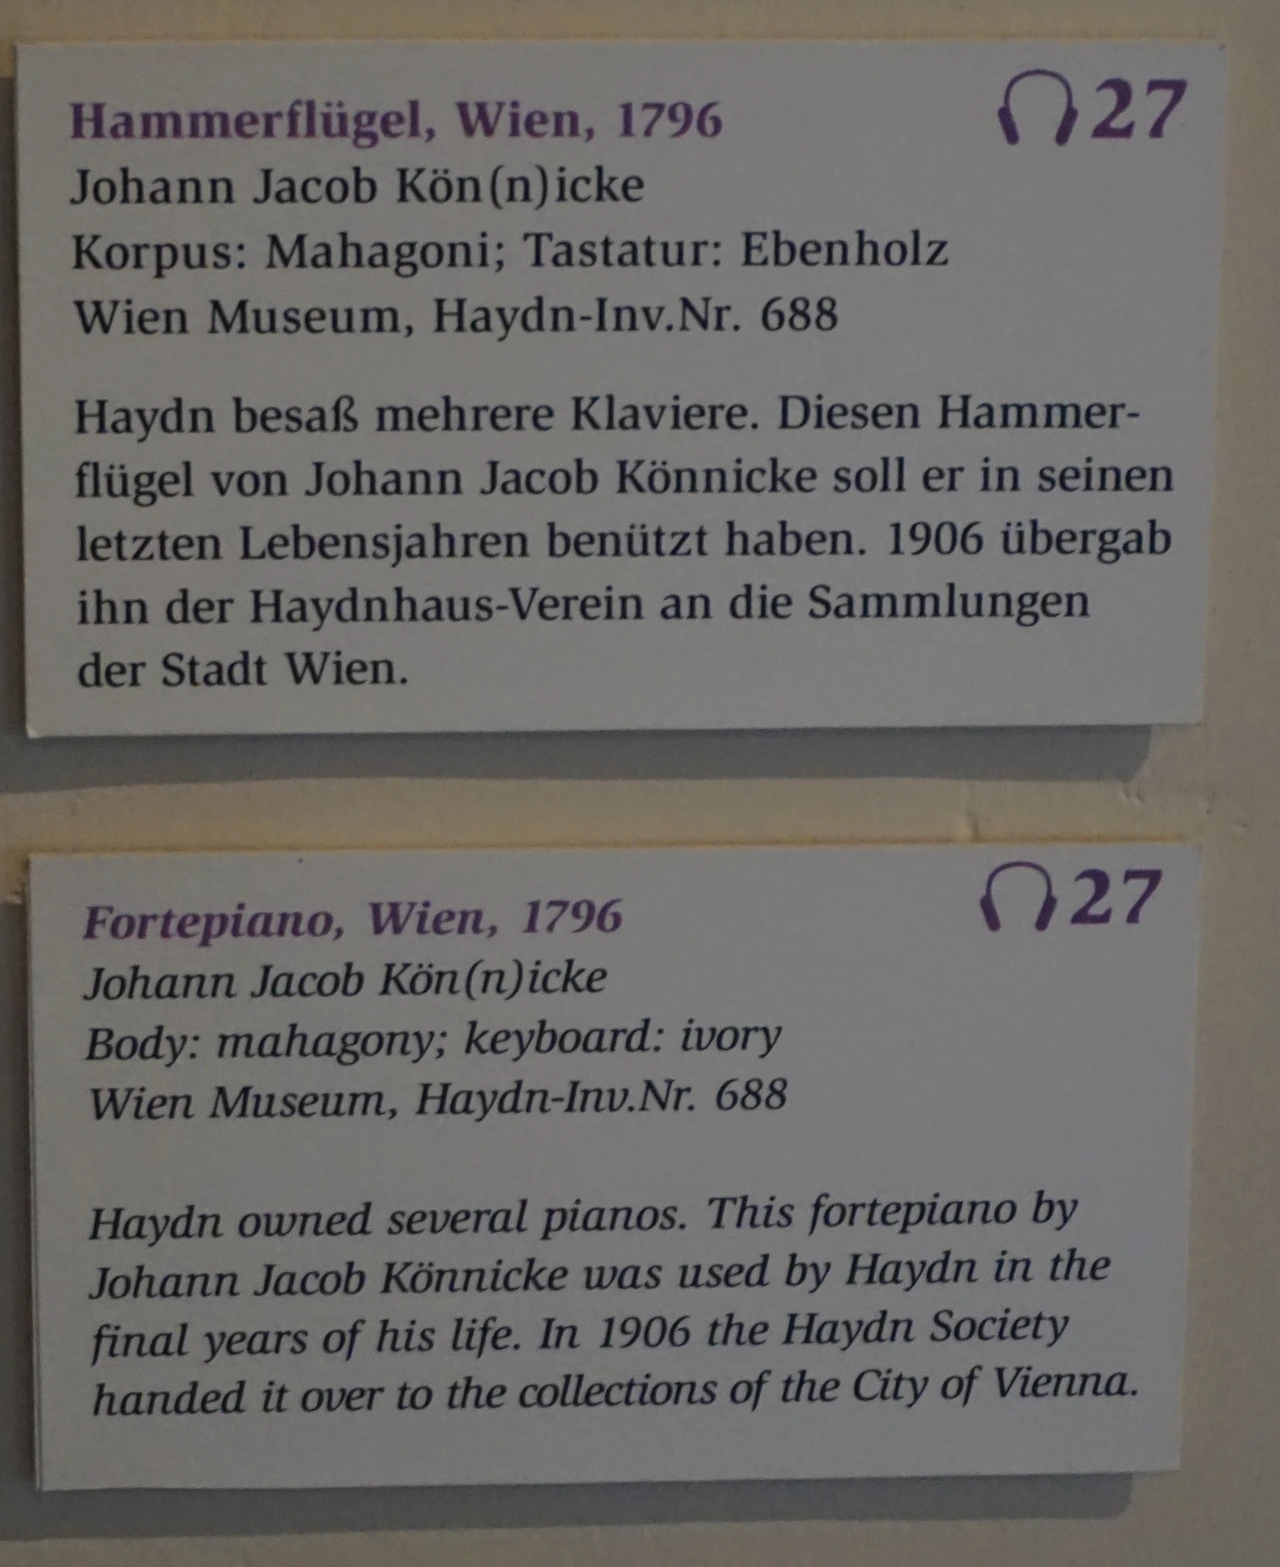 Hammerflügel, Wien, 1796 27
Johann Jacob Kön(n)icke
Korpus: Mahagoni; Tastatur: Ebenholz
Wien Museum, Haydn-Inv.Nr. 688
Haydn besaß mehrere Klaviere. Diesen Hammer-
flügel von Johann Jacob Könnicke soll er in seinen
letzten Lebensjahren benützt haben. 1906 übergab
ihn der Haydnhaus-Verein an die Sammlungen
der Stadt Wien.
Fortepiano, Wien, 1796 27
Johann Jacob Kön(n)icke
Body: mahagony; keyboard: ivory
Wien Museum, Haydn-Inv.Nr. 688
Haydn owned several pianos. This fortepiano by
Johann Jacob Könnicke was used by Haydn in the
final years of his life. In 1906 the Haydn Society
handed it over to the collections of the City of Vienna.